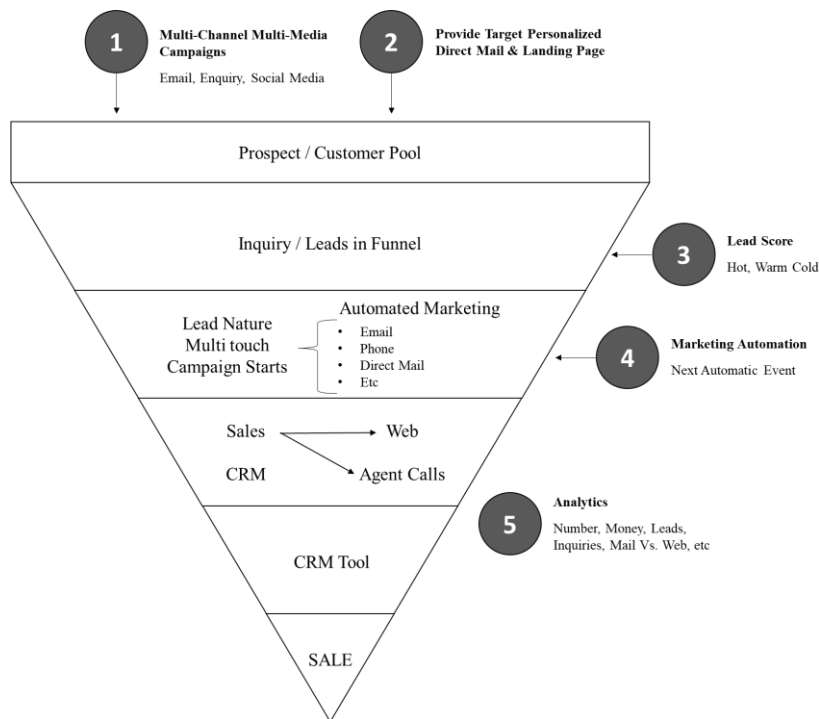 1
Multi-Channel Multi-Media
Campaigns
Email, Enquiry, Social Media
2
Provide Target Personalized
Direct Mail & Landing Page
Prospect / Customer Pool
Inquiry / Leads in Funnel
3
Lead Score
Hot, Warm Cold
Lead Nature
Multi touch
Campaign Starts
Automated Marketing
• Email
• Phone
• Direct Mail
• Etc
4
Marketing Automation
Next Automatic Event
Sales
Web
CRM
Agent Calls
5
Analytics
Number, Money, Leads,
Inquiries, Mail Vs. Web, etc
CRM Tool
SALE